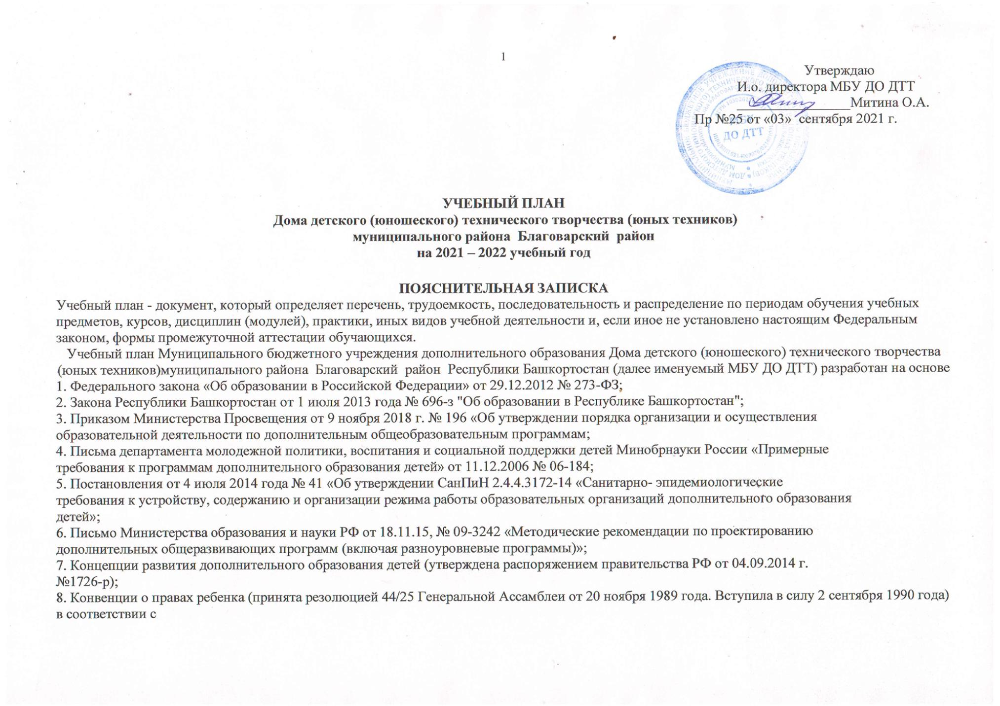 1
Утверждаю
И.о. директора МБУ ДО ДТТ
________________Митина О.А.
Пр №25 от «03» сентября 2021 г.
МБУ
ДО ДТТ
УЧЕБНЫЙ ПЛАН
Дома детского (юношеского) технического творчества (юных техников)
муниципального района Благоварский район
на 2021 – 2022 учебный год
ПОЯСНИТЕЛЬНАЯ ЗАПИСКА
Учебный план - документ, который определяет перечень, трудоемкость, последовательность и распределение по периодам обучения учебных
предметов, курсов, дисциплин (модулей), практики, иных видов учебной деятельности и, если иное не установлено настоящим Федеральным
законом, формы промежуточной аттестации обучающихся.
Учебный план Муниципального бюджетного учреждения дополнительного образования Дома детского (юношеского) технического творчества
(юных техников)муниципального района Благоварский район Республики Башкортостан (далее именуемый МБУ ДО ДТТ) разработан на основе
1. Федерального закона «Об образовании в Российской Федерации» от 29.12.2012 № 273-ФЗ;
2. Закона Республики Башкортостан от 1 июля 2013 года № 696-з "Об образовании в Республике Башкортостан";
3. Приказом Министерства Просвещения от 9 ноября 2018 г. № 196 «Об утверждении порядка организации и осуществления
образовательной деятельности по дополнительным общеобразовательным программам;
4. Письма департамента молодежной политики, воспитания и социальной поддержки детей Минобрнауки России «Примерные
требования к программам дополнительного образования детей» от 11.12.2006 № 06-184;
5. Постановления от 4 июля 2014 года № 41 «Об утверждении СанПиН 2.4.4.3172-14 «Санитарно- эпидемиологические
требования к устройству, содержанию и организации режима работы образовательных организаций дополнительного образования
детей»;
6. Письмо Министерства образования и науки РФ от 18.11.15, № 09-3242 «Методические рекомендации по проектированию
дополнительных общеразвивающих программ (включая разноуровневые программы)»;
7. Концепции развития дополнительного образования детей (утверждена распоряжением правительства РФ от 04.09.2014 г.
№1726-р);
8. Конвенции о правах ребенка (принята резолюцией 44/25 Генеральной Ассамблеи от 20 ноября 1989 года. Вступила в силу 2 сентября 1990 года)
в соответствии с